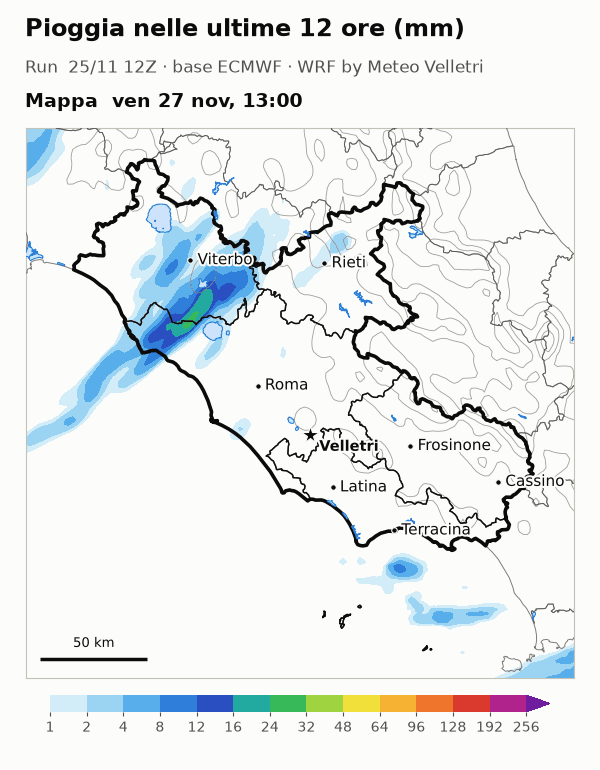 Pioggia nelle ultime 12 ore (mm)
Run  25/11 12Z · base ECMWF · WRF by Meteo Velletri
Mappa  ven 27 nov, 13:00
Viterbo
Rieti
Roma
Velletri
Frosinone
Latina
Cassino
Terracina
50 km
1 2 4 8 12 16 24 32 48 64 96 128 192 256